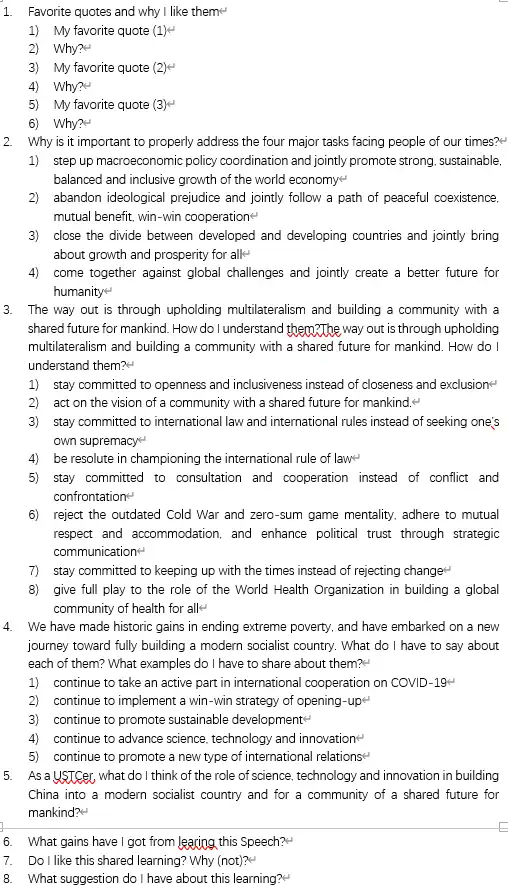 1. Favorite quotes and why I like them
1) My favorite quote (1)
2) Why?
3) My favorite quote (2)
4) Why?
5) My favorite quote (3)
6) Why?
2. Why is it important to properly address the four major tasks facing people of our times?
1) step up macroeconomic policy coordination and jointly promote strong, sustainable,
balanced and inclusive growth of the world economy
2) abandon ideological prejudice and jointly follow a path of peaceful coexistence,
mutual benefit, win-win cooperation
3) close the divide between developed and developing countries and jointly bring
about growth and prosperity for all
4) come together against global challenges and jointly create a better future for
humanity
3. The way out is through upholding multilateralism and building a community with a
shared future for mankind. How do I understand them?The way out is through upholding
multilateralism and building a community with a shared future for mankind. How do I
understand them?
1) stay committed to openness and inclusiveness instead of closeness and exclusion
2) act on the vision of a community with a shared future for mankind.
3) stay committed to international law and international rules instead of seeking one's
own supremacy
4) be resolute in championing the international rule of law
5) stay committed to consultation and cooperation instead of conflict and
confrontation
6) reject the outdated Cold War and zero-sum game mentality, adhere to mutual
respect and accommodation, and enhance political trust through strategic
communication
7) stay committed to keeping up with the times instead of rejecting change
8) give full play to the role of the World Health Organization in building a global
community of health for all
4. We have made historic gains in ending extreme poverty, and have embarked on a new
journey toward fully building a modern socialist country. What do I have to say about
each of them? What examples do I have to share about them?
1) continue to take an active part in international cooperation on COVID-19
2) continue to implement a win-win strategy of opening-up
3) continue to promote sustainable development
4) continue to advance science, technology and innovation
5) continue to promote a new type of international relations
5. As a USTCer, what do I think of the role of science, technology and innovation in building
China into a modern socialist country and for a community of a shared future for
mankind?
6. What gains have I got from learing this Speech?
7. Do I like this shared learning? Why (not)?
8. What suggestion do I have about this learning?